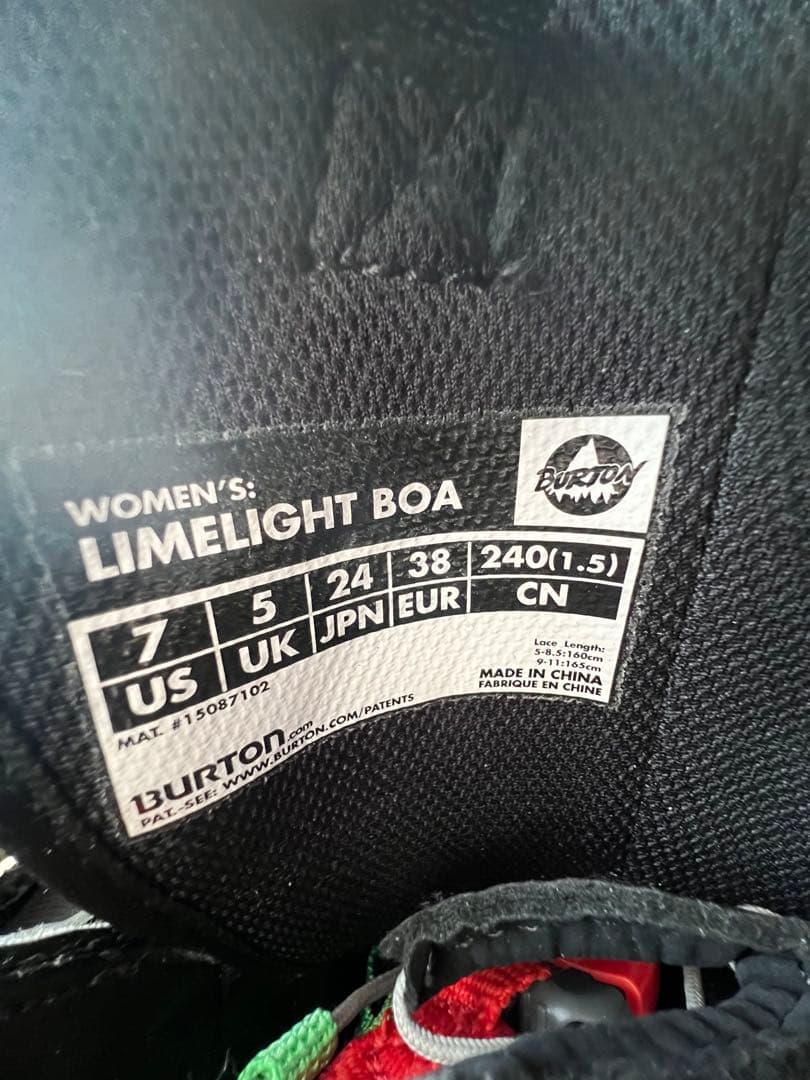 WOMEN'S:
LIMELIGHT BOA
BURTON
7 5 24 38 240(1.5)
US UK JPN EUR CN
Lace Length:
5-8.5:160cm
9-11:165cm
MADE IN CHINA
FABRIQUE EN CHINE
MAT. #15087102
BURTON.com
PAT.-SEE: WWW.BURTON.COM/PATENTS